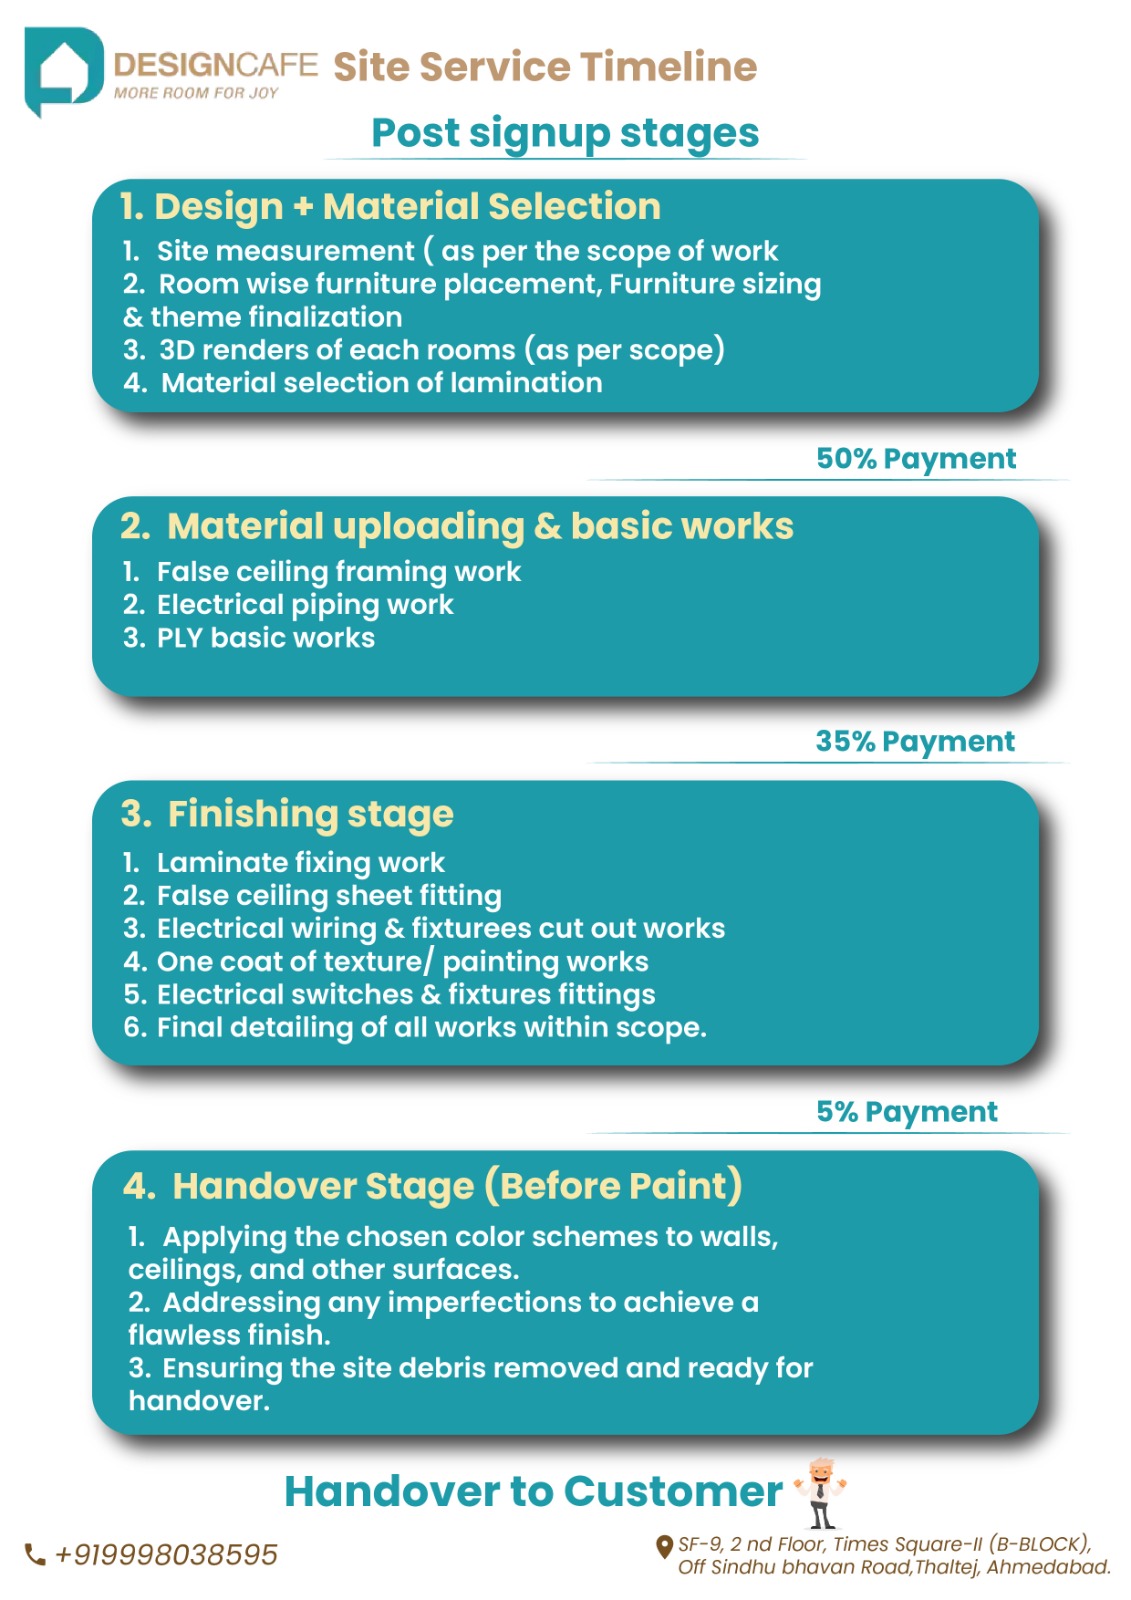 DESIGNCAFE Site Service Timeline
MORE ROOM FOR JOY
Post signup stages
1. Design + Material Selection
1. Site measurement ( as per the scope of work
2. Room wise furniture placement, Furniture sizing
& theme finalization
3. 3D renders of each rooms (as per scope)
4. Material selection of lamination
50% Payment
2. Material uploading & basic works
1. False ceiling framing work
2. Electrical piping work
3. PLY basic works
35% Payment
3. Finishing stage
1. Laminate fixing work
2. False ceiling sheet fitting
3. Electrical wiring & fixturees cut out works
4. One coat of texture/ painting works
5. Electrical switches & fixtures fittings
6. Final detailing of all works within scope.
5% Payment
4. Handover Stage (Before Paint)
1. Applying the chosen color schemes to walls,
ceilings, and other surfaces.
2. Addressing any imperfections to achieve a
flawless finish.
3. Ensuring the site debris removed and ready for
handover.
Handover to Customer
+919998038595
SF-9, 2 nd Floor, Times Square-II (B-BLOCK),
Off Sindhu bhavan Road,Thaltej, Ahmedabad.